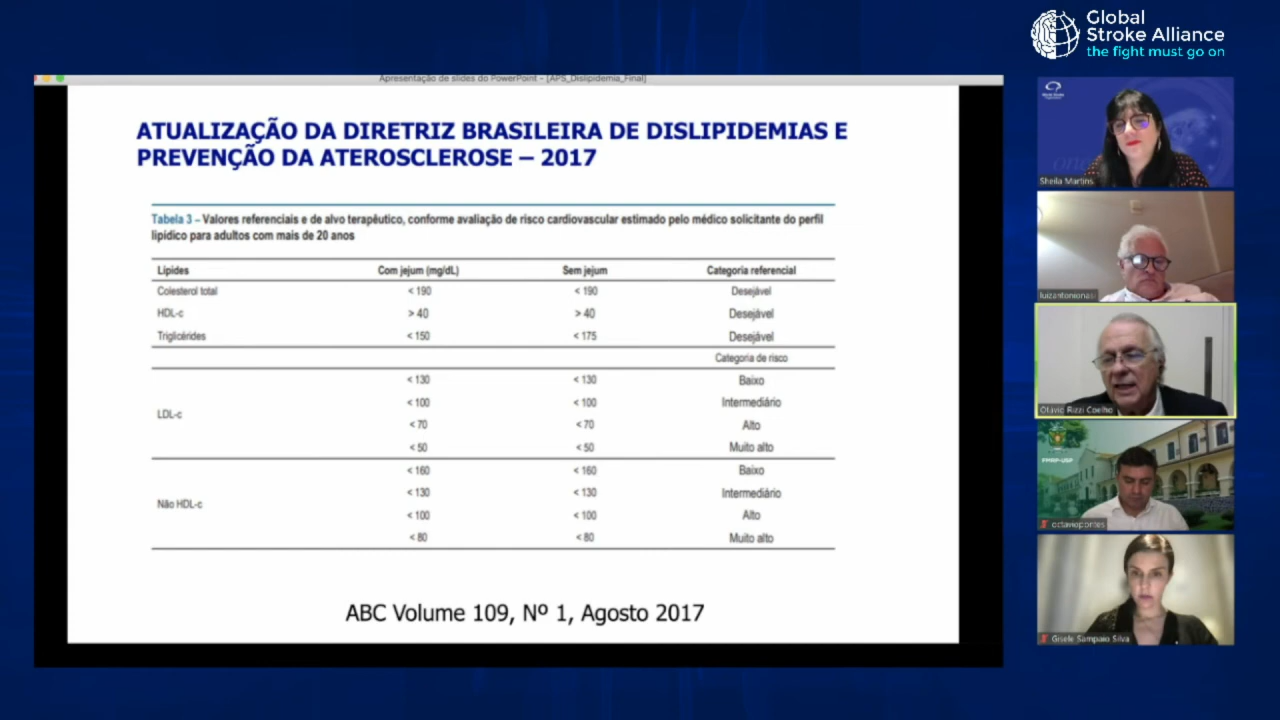 Global
Stroke Alliance
the fight must go on
Apresentação de slides do PowerPoint - [APS_Dislipidemia_Final]
ATUALIZAÇÃO DA DIRETRIZ BRASILEIRA DE DISLIPIDEMIAS E
PREVENÇÃO DA ATEROSCLEROSE – 2017
Tabela 3 – Valores referenciais e de alvo terapêutico, conforme avaliação de risco cardiovascular estimado pelo médico solicitante do perfil
lipídico para adultos com mais de 20 anos
Lípides Com jejum (mg/dL) Sem jejum Categoria referencial
Colesterol total < 190 < 190 Desejável
HDL-c > 40 > 40 Desejável
Triglicérides < 150 < 175 Desejável
Categoria de risco
< 130 < 130 Baixo
< 100 < 100 Intermediário
LDL-c
< 70 < 70 Alto
< 50 < 50 Muito alto
< 160 < 160 Baixo
< 130 < 130 Intermediário
Não HDL-c
< 100 < 100 Alto
< 80 < 80 Muito alto
ABC Volume 109, Nº 1, Agosto 2017
Sheila Martins
luizantonionasi
Otavio Rizzi Coelho
FMRP-USP
octaviopontes
Gisele Sampaio Silva